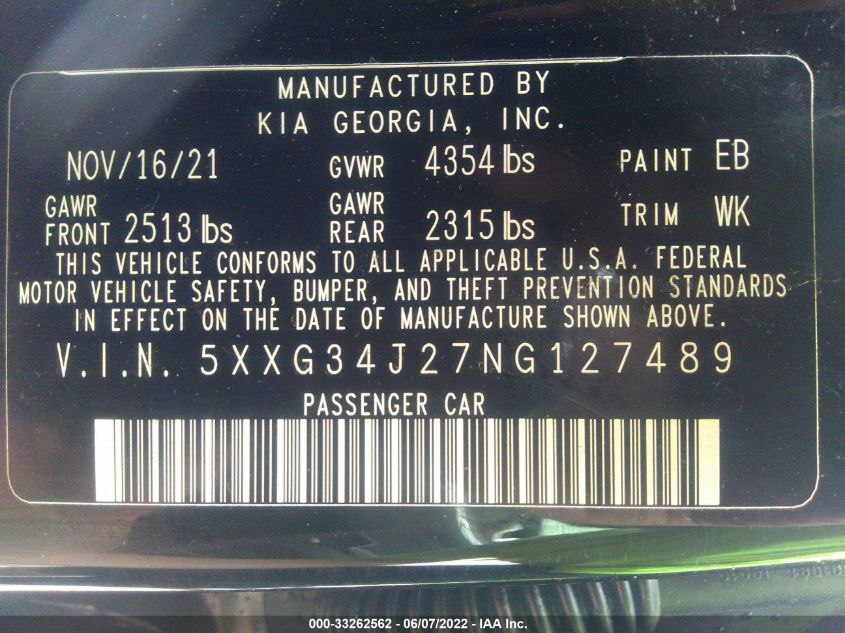 MANUFACTURED BY
KIA GEORGIA, INC.
NOV/16/21 GVWR 4354 lbs PAINT EB
GAWR FRONT 2513 lbs GAWR REAR 2315 lbs TRIM WK
THIS VEHICLE CONFORMS TO ALL APPLICABLE U.S.A. FEDERAL
MOTOR VEHICLE SAFETY, BUMPER, AND THEFT PREVENTION STANDARDS
IN EFFECT ON THE DATE OF MANUFACTURE SHOWN ABOVE.
V.I.N. 5XXG34J27NG127489
PASSENGER CAR
000-33262562 - 06/07/2022 - IAA Inc.